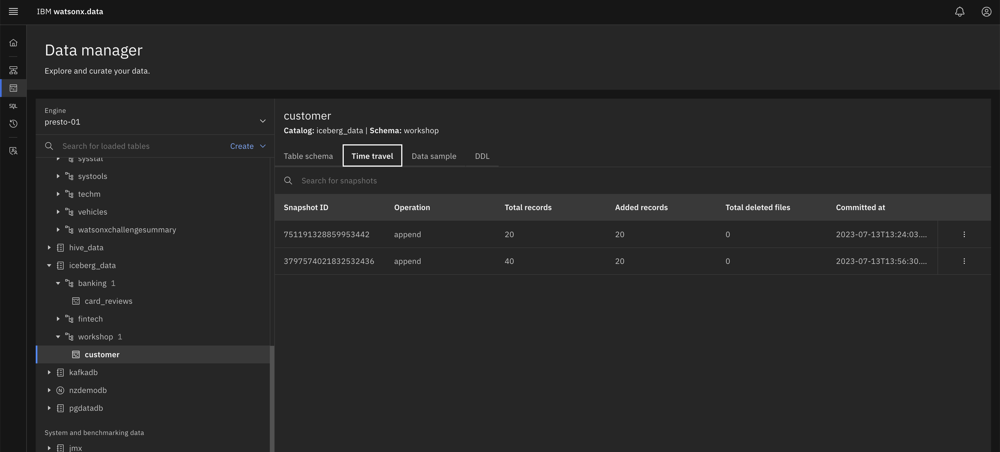 IBM watsonx.data
Data manager
Explore and curate your data.
SQL
Engine
presto-01
Search for loaded tables
Create
sysstat
systools
techm
vehicles
watsonxchallengesummary
hive_data
iceberg_data
banking 1
card_reviews
fintech
workshop 1
customer
kafkadb
N nzdemodb
pgdatadb
System and benchmarking data
jmx
customer
Catalog: iceberg_data | Schema: workshop
Table schema Time travel Data sample DDL
Search for snapshots
Snapshot ID Operation Total records Added records Total deleted files Committed at
751191328859953442 append 20 20 0 2023-07-13T13:24:03....
3797574021832532436 append 40 20 0 2023-07-13T13:56:30....